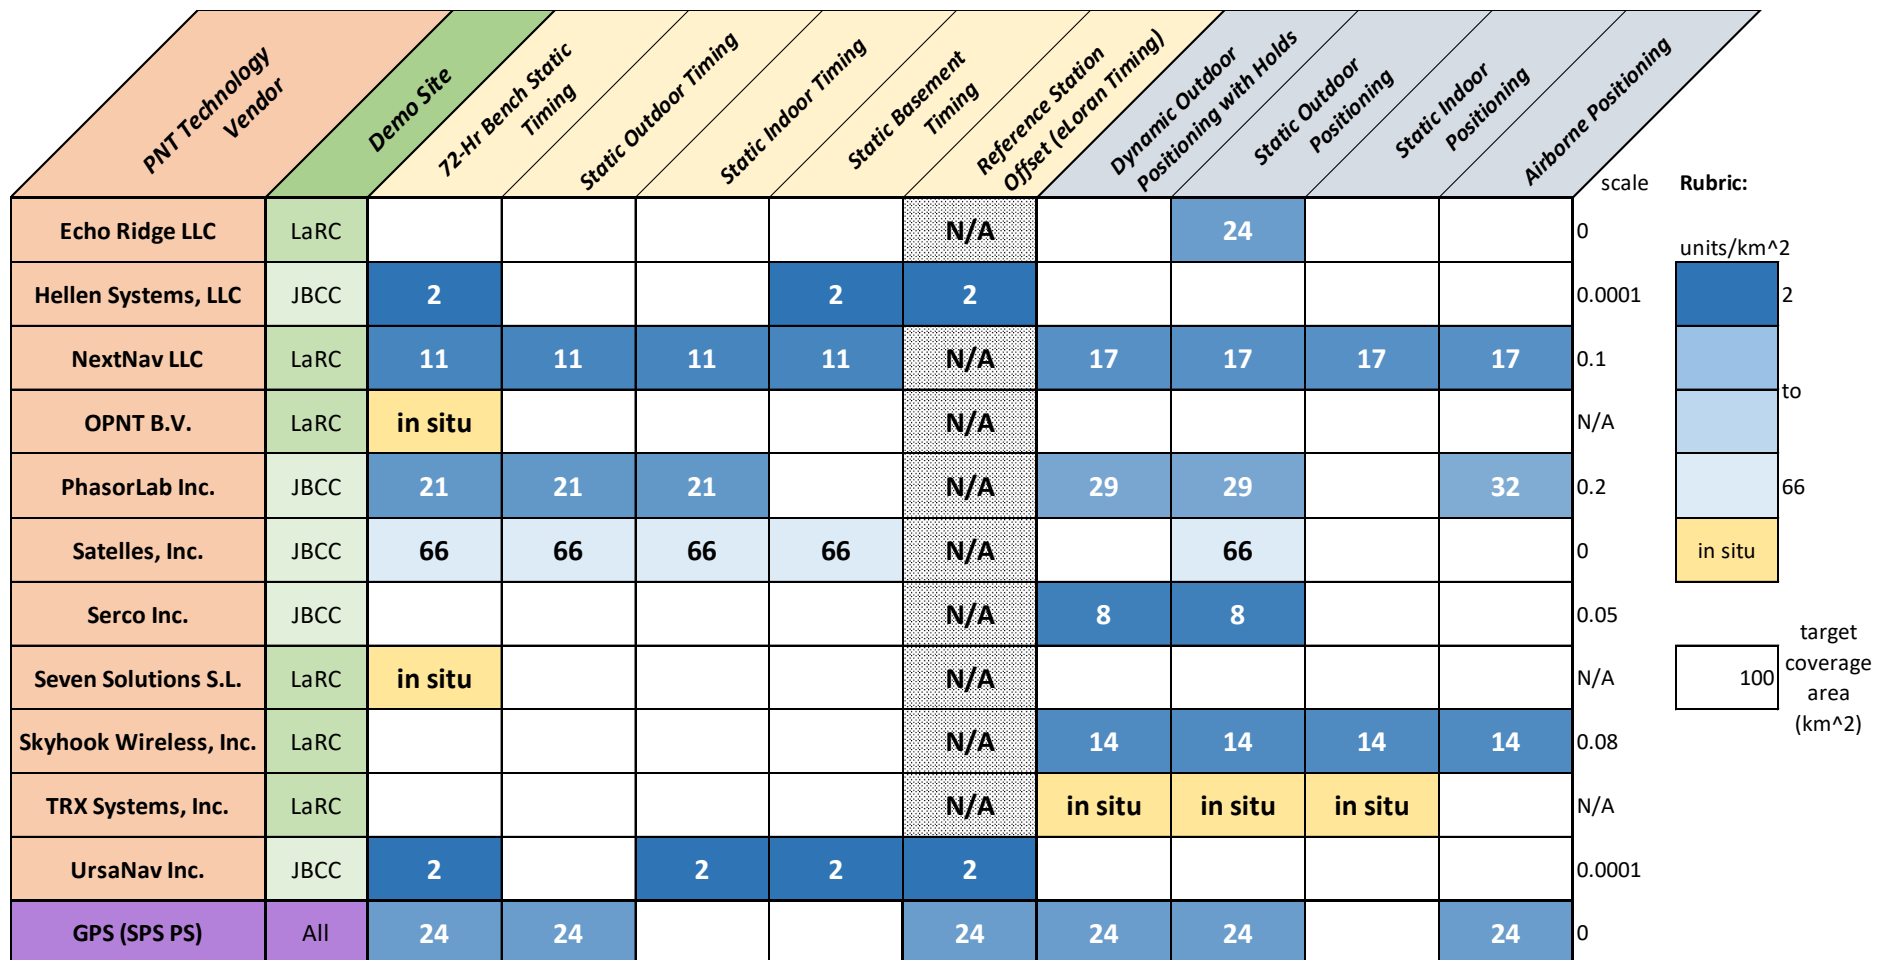 PNT Technology
Vendor
Demo Site
72-Hr Bench Static
Timing
Static Outdoor Timing
Static Indoor Timing
Static Basement
Timing
Reference Station
Offset (eLoran Timing)
Dynamic Outdoor
Positioning with Holds
Static Outdoor
Positioning
Static Indoor
Positioning
Airborne Positioning
scale
Rubric:
Echo Ridge LLC LaRC N/A 24 0
units/km^2
Hellen Systems, LLC JBCC 2 2 2 0.0001
2
NextNav LLC LaRC 11 11 11 11 N/A 17 17 17 17 0.1
to
OPNT B.V. LaRC in situ N/A N/A
PhasorLab Inc. JBCC 21 21 21 N/A 29 29 32 0.2
66
Satelles, Inc. JBCC 66 66 66 66 N/A 66 0
in situ
Serco Inc. JBCC N/A 8 8 0.05
Seven Solutions S.L. LaRC in situ N/A N/A
100
target
coverage
area
(km^2)
Skyhook Wireless, Inc. LaRC N/A 14 14 14 14 0.08
TRX Systems, Inc. LaRC N/A in situ in situ in situ N/A
UrsaNav Inc. JBCC 2 2 2 2 0.0001
GPS (SPS PS) All 24 24 24 24 24 24 0